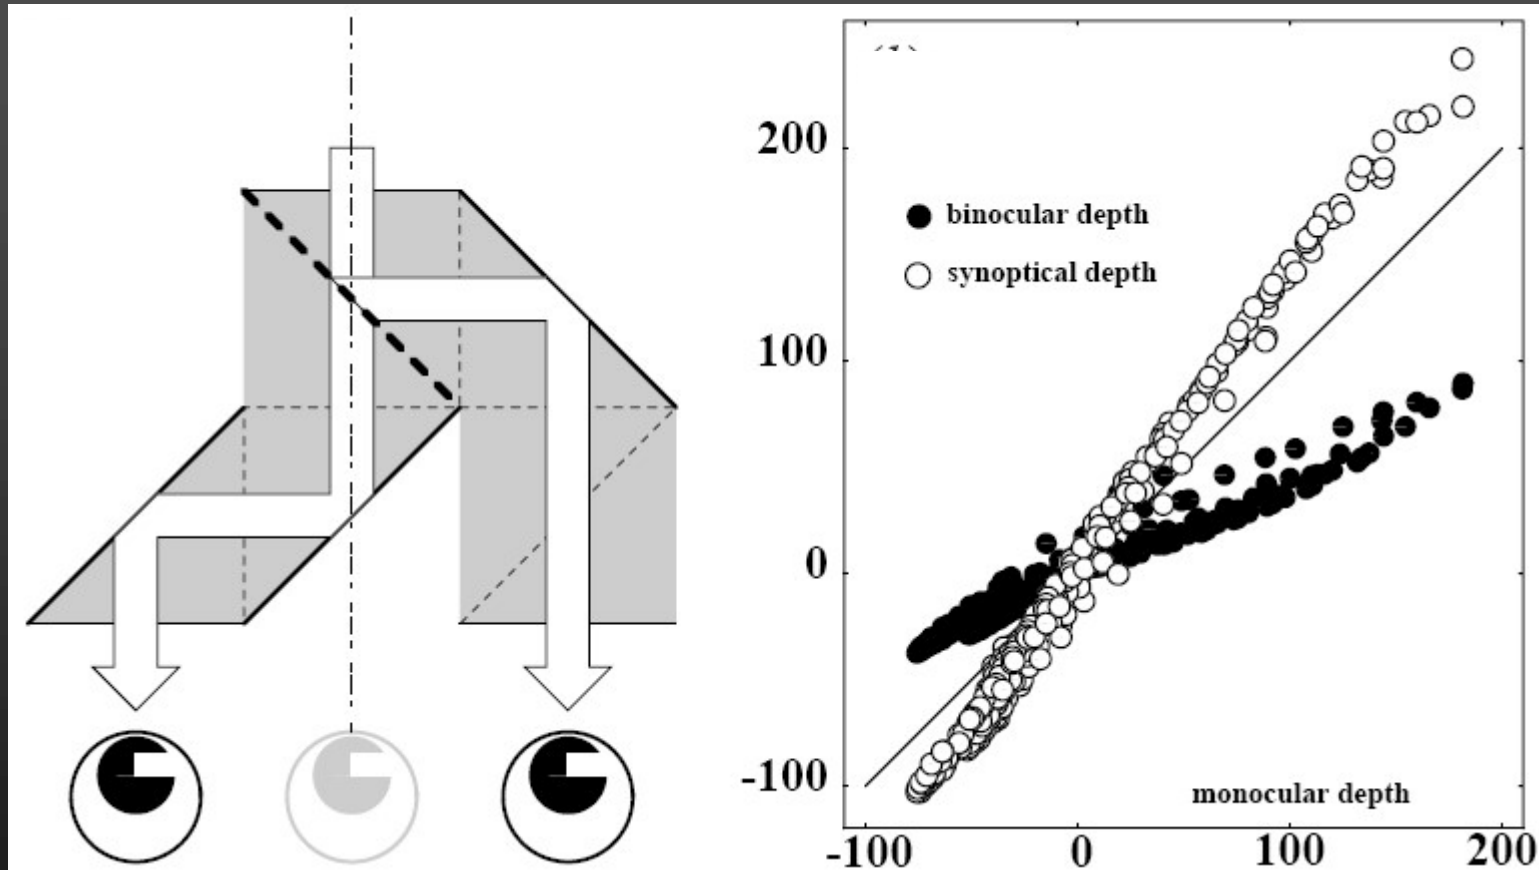 200
binocular depth
synoptical depth
100
0
-100
monocular depth
-100 0 100 200